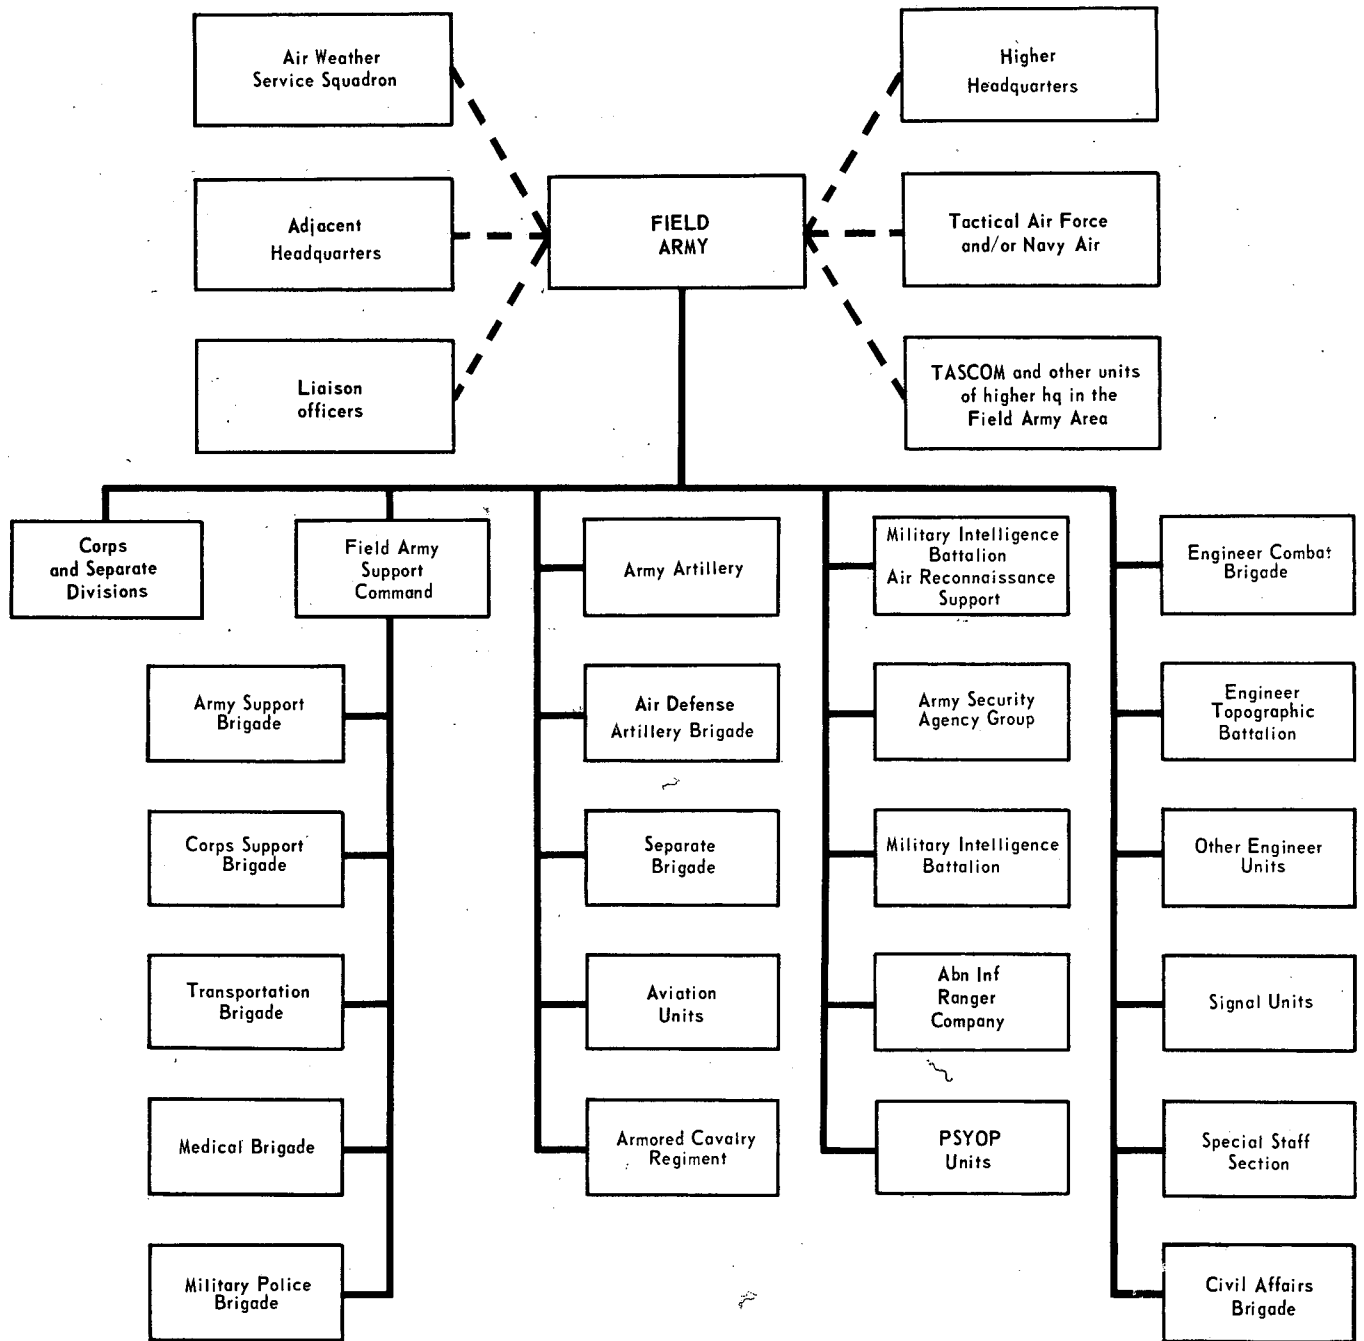 Air Weather
Service Squadron
Higher
Headquarters
Adjacent
Headquarters
FIELD
ARMY
Tactical Air Force
and/or Navy Air
Liaison
officers
TASCOM and other units
of higher hq in the
Field Army Area
Corps
and Separate
Divisions
Field Army
Support
Command
Army Artillery
Military Intelligence
Battalion
Air Reconnaissance
Support
Engineer Combat
Brigade
Army Support
Brigade
Air Defense
Artillery Brigade
Army Security
Agency Group
Engineer
Topographic
Battalion
Corps Support
Brigade
Separate
Brigade
Military Intelligence
Battalion
Other Engineer
Units
Transportation
Brigade
Aviation
Units
Abn Inf
Ranger
Company
Signal Units
Medical Brigade
Armored Cavalry
Regiment
PSYOP
Units
Special Staff
Section
Military Police
Brigade
Civil Affairs
Brigade